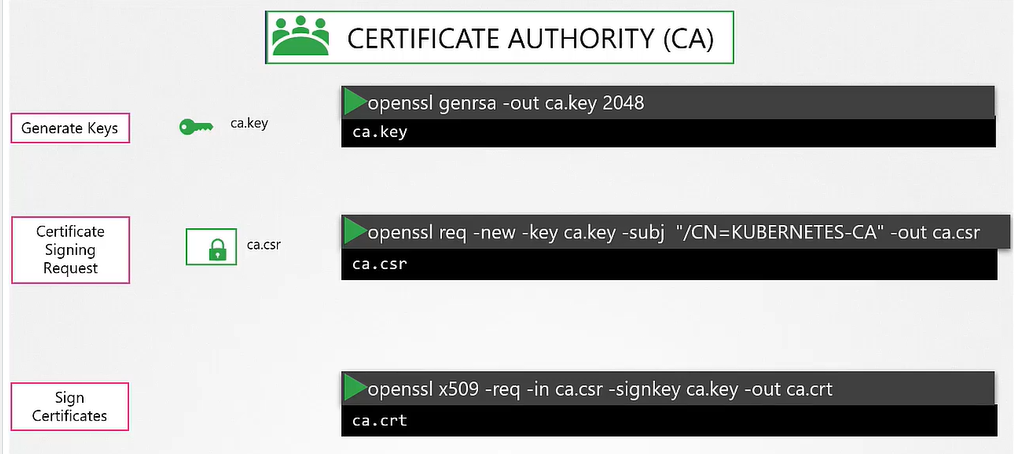 CERTIFICATE AUTHORITY (CA)
Generate Keys
ca.key
openssl genrsa -out ca.key 2048
ca.key
Certificate
Signing
Request
ca.csr
openssl req -new -key ca.key -subj "/CN=KUBERNETES-CA" -out ca.csr
ca.csr
Sign
Certificates
openssl x509 -req -in ca.csr -signkey ca.key -out ca.crt
ca.crt